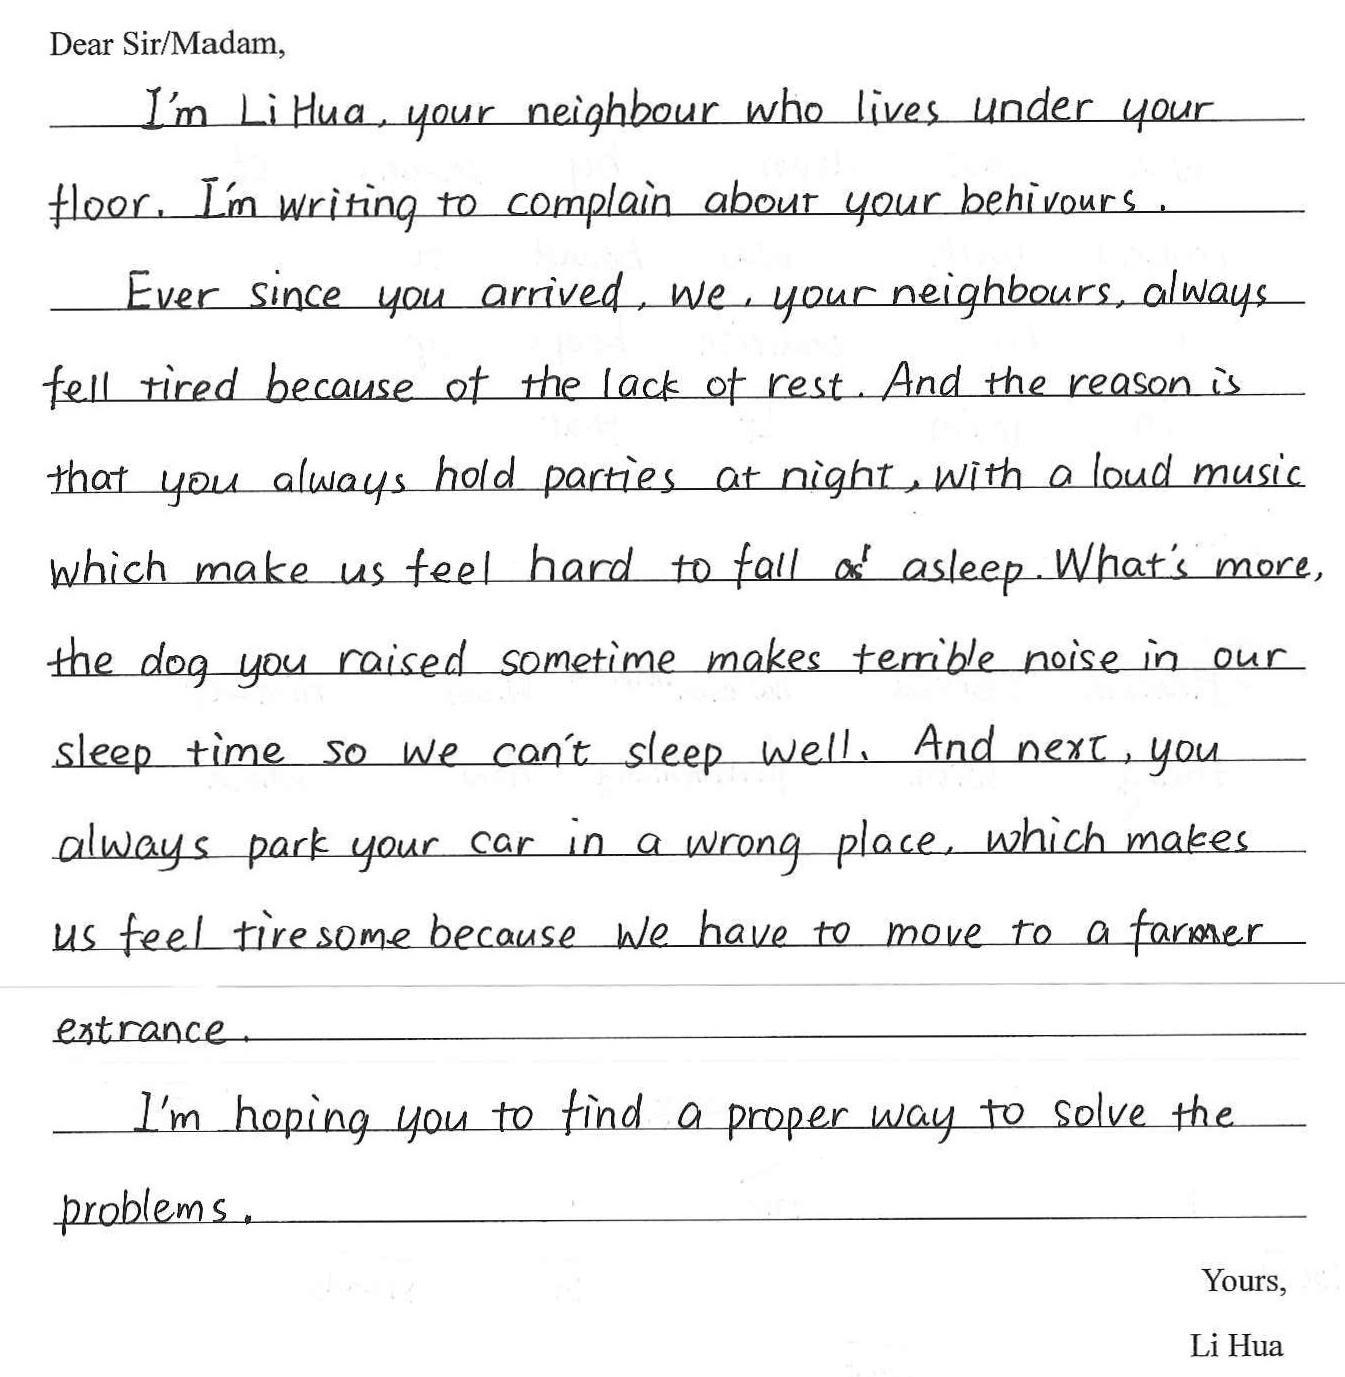 Dear Sir/Madam,
I'm Li Hua, your neighbour who lives under your
floor. I'm writing to complain about your behivours.
Ever since you arrived, we, your neighbours, always
fell tired because of the lack of rest. And the reason is
that you always hold parties at night, with a loud music
which make us feel hard to fall asleep. What's more,
the dog you raised sometime makes terrible noise in our
sleep time so we can't sleep well. And next, you
always park your car in a wrong place, which makes
us feel tiresome because we have to move to a farmer
extrance.
I'm hoping you to find a proper way to solve the
problems.
Yours,
Li Hua